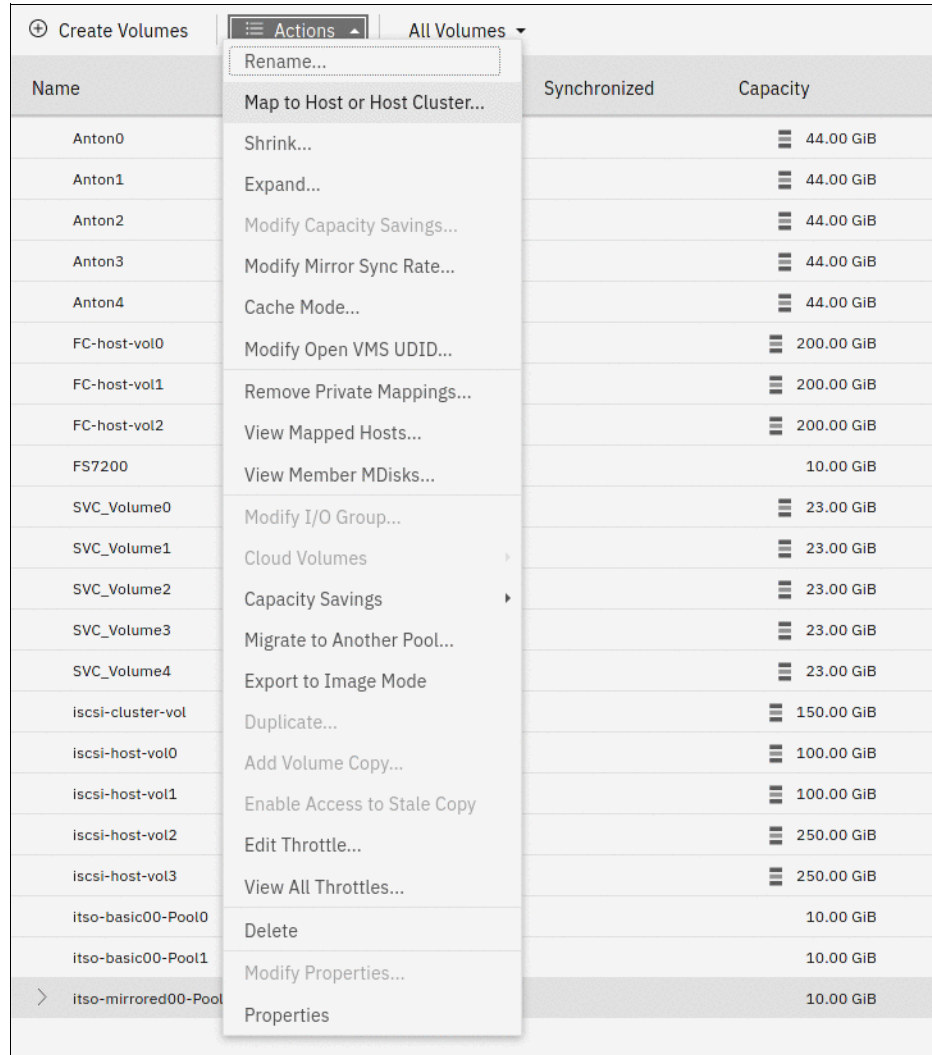 Create Volumes Actions All Volumes
Rename...
Name Synchronized Capacity
Map to Host or Host Cluster...
Anton0 Shrink... 44.00 GiB
Anton1 Expand... 44.00 GiB
Anton2 Modify Capacity Savings... 44.00 GiB
Anton3 Modify Mirror Sync Rate... 44.00 GiB
Anton4 Cache Mode... 44.00 GiB
FC-host-vol0 Modify Open VMS UDID... 200.00 GiB
FC-host-vol1 Remove Private Mappings... 200.00 GiB
FC-host-vol2 View Mapped Hosts... 200.00 GiB
FS7200 View Member MDisks... 10.00 GiB
SVC_Volume0 Modify I/O Group... 23.00 GiB
SVC_Volume1 Cloud Volumes 23.00 GiB
SVC_Volume2 Capacity Savings 23.00 GiB
SVC_Volume3 Migrate to Another Pool... 23.00 GiB
SVC_Volume4 Export to Image Mode 23.00 GiB
iscsi-cluster-vol Duplicate... 150.00 GiB
iscsi-host-vol0 Add Volume Copy... 100.00 GiB
iscsi-host-vol1 Enable Access to Stale Copy 100.00 GiB
iscsi-host-vol2 Edit Throttle... 250.00 GiB
iscsi-host-vol3 View All Throttles... 250.00 GiB
itso-basic00-Pool0 Delete 10.00 GiB
itso-basic00-Pool1 Modify Properties... 10.00 GiB
itso-mirrored00-Pool Properties 10.00 GiB